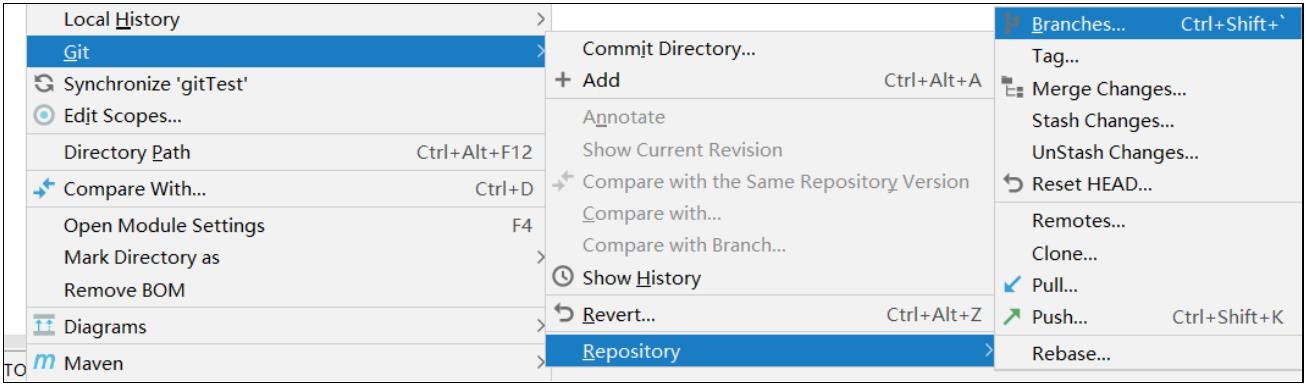 Local History
Git
Synchronize 'gitTest'
Edit Scopes...
Directory Path Ctrl+Alt+F12
Compare With... Ctrl+D
Open Module Settings F4
Mark Directory as
Remove BOM
Diagrams
Maven
TO
Commit Directory...
Add Ctrl+Alt+A
Annotate
Show Current Revision
Compare with the Same Repository Version
Compare with...
Compare with Branch...
Show History
Revert... Ctrl+Alt+Z
Repository
Branches... Ctrl+Shift+`
Tag...
Merge Changes...
Stash Changes...
UnStash Changes...
Reset HEAD...
Remotes...
Clone...
Pull...
Push... Ctrl+Shift+K
Rebase...